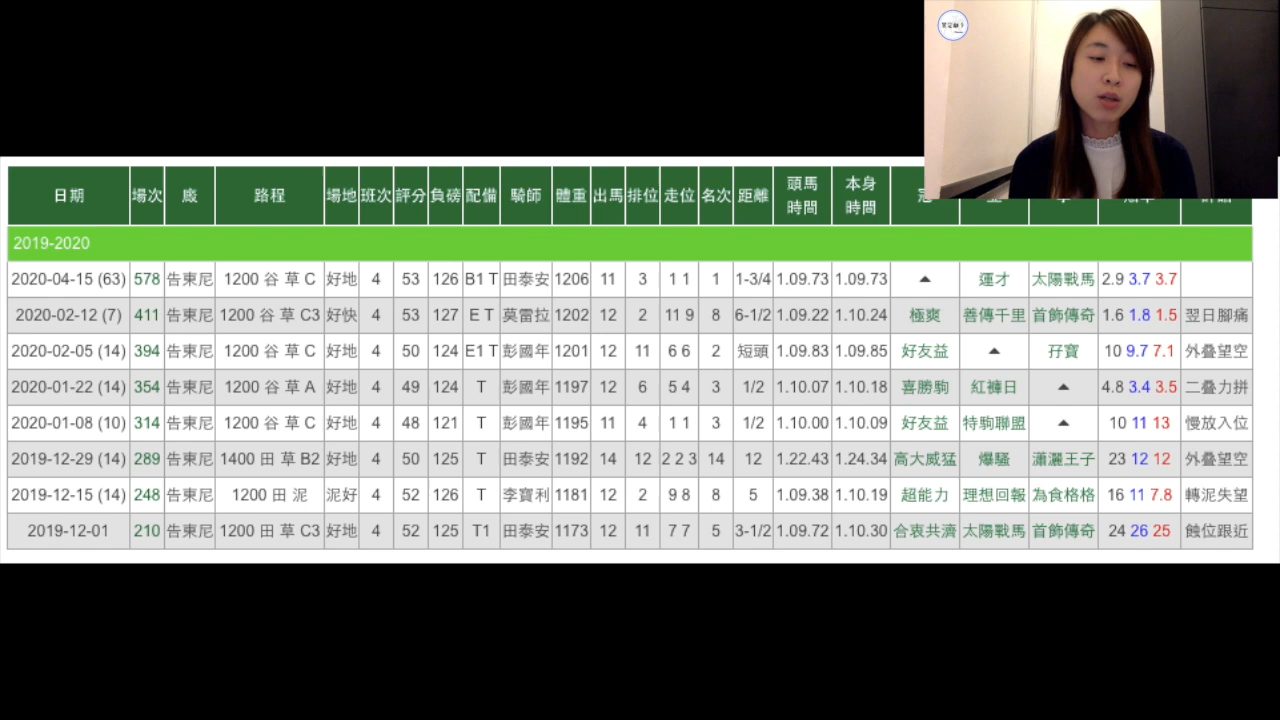 日期 場次 廄 路程 場地 班次 評分 負磅 配備 騎師 體重 出馬 排位 走位 名次 距離 頭馬時間 本身時間
2019-2020
2020-04-15 (63) 578 告東尼 1200 谷 草 C 好地 4 53 126 B1 T 田泰安 1206 11 3 1 1 1 1-3/4 1.09.73 1.09.73 ▲ 運才 太陽戰馬 2.9 3.7 3.7
2020-02-12 (7) 411 告東尼 1200 谷 草 C3 好快 4 53 127 E T 莫雷拉 1202 12 2 11 9 8 6-1/2 1.09.22 1.10.24 極爽 善傳千里 首飾傳奇 1.6 1.8 1.5 翌日腳痛
2020-02-05 (14) 394 告東尼 1200 谷 草 C 好地 4 50 124 E1 T 彭國年 1201 12 11 6 6 2 短頭 1.09.83 1.09.85 好友益 ▲ 孖寶 10 9.7 7.1 外叠望空
2020-01-22 (14) 354 告東尼 1200 谷 草 A 好地 4 49 124 T 彭國年 1197 12 6 5 4 3 1/2 1.10.07 1.10.18 喜勝駒 紅褲日 ▲ 4.8 3.4 3.5 二叠力拼
2020-01-08 (10) 314 告東尼 1200 谷 草 C 好地 4 48 121 T 彭國年 1195 11 4 1 1 3 1/2 1.10.00 1.10.09 好友益 特駒聯盟 ▲ 10 11 13 慢放入位
2019-12-29 (14) 289 告東尼 1400 田 草 B2 好地 4 50 125 T 田泰安 1192 14 12 2 2 3 14 12 1.22.43 1.24.34 高大威猛 爆騷 瀟灑王子 23 12 12 外叠望空
2019-12-15 (14) 248 告東尼 1200 田 泥 泥好 4 52 126 T 李寶利 1181 12 2 9 8 8 5 1.09.38 1.10.19 超能力 理想回報 為食格格 16 11 7.8 轉泥失望
2019-12-01 210 告東尼 1200 田 草 C3 好地 4 52 125 T1 田泰安 1173 12 11 7 7 5 3-1/2 1.09.72 1.10.30 合衷共濟 太陽戰馬 首飾傳奇 24 26 25 蝕位跟近